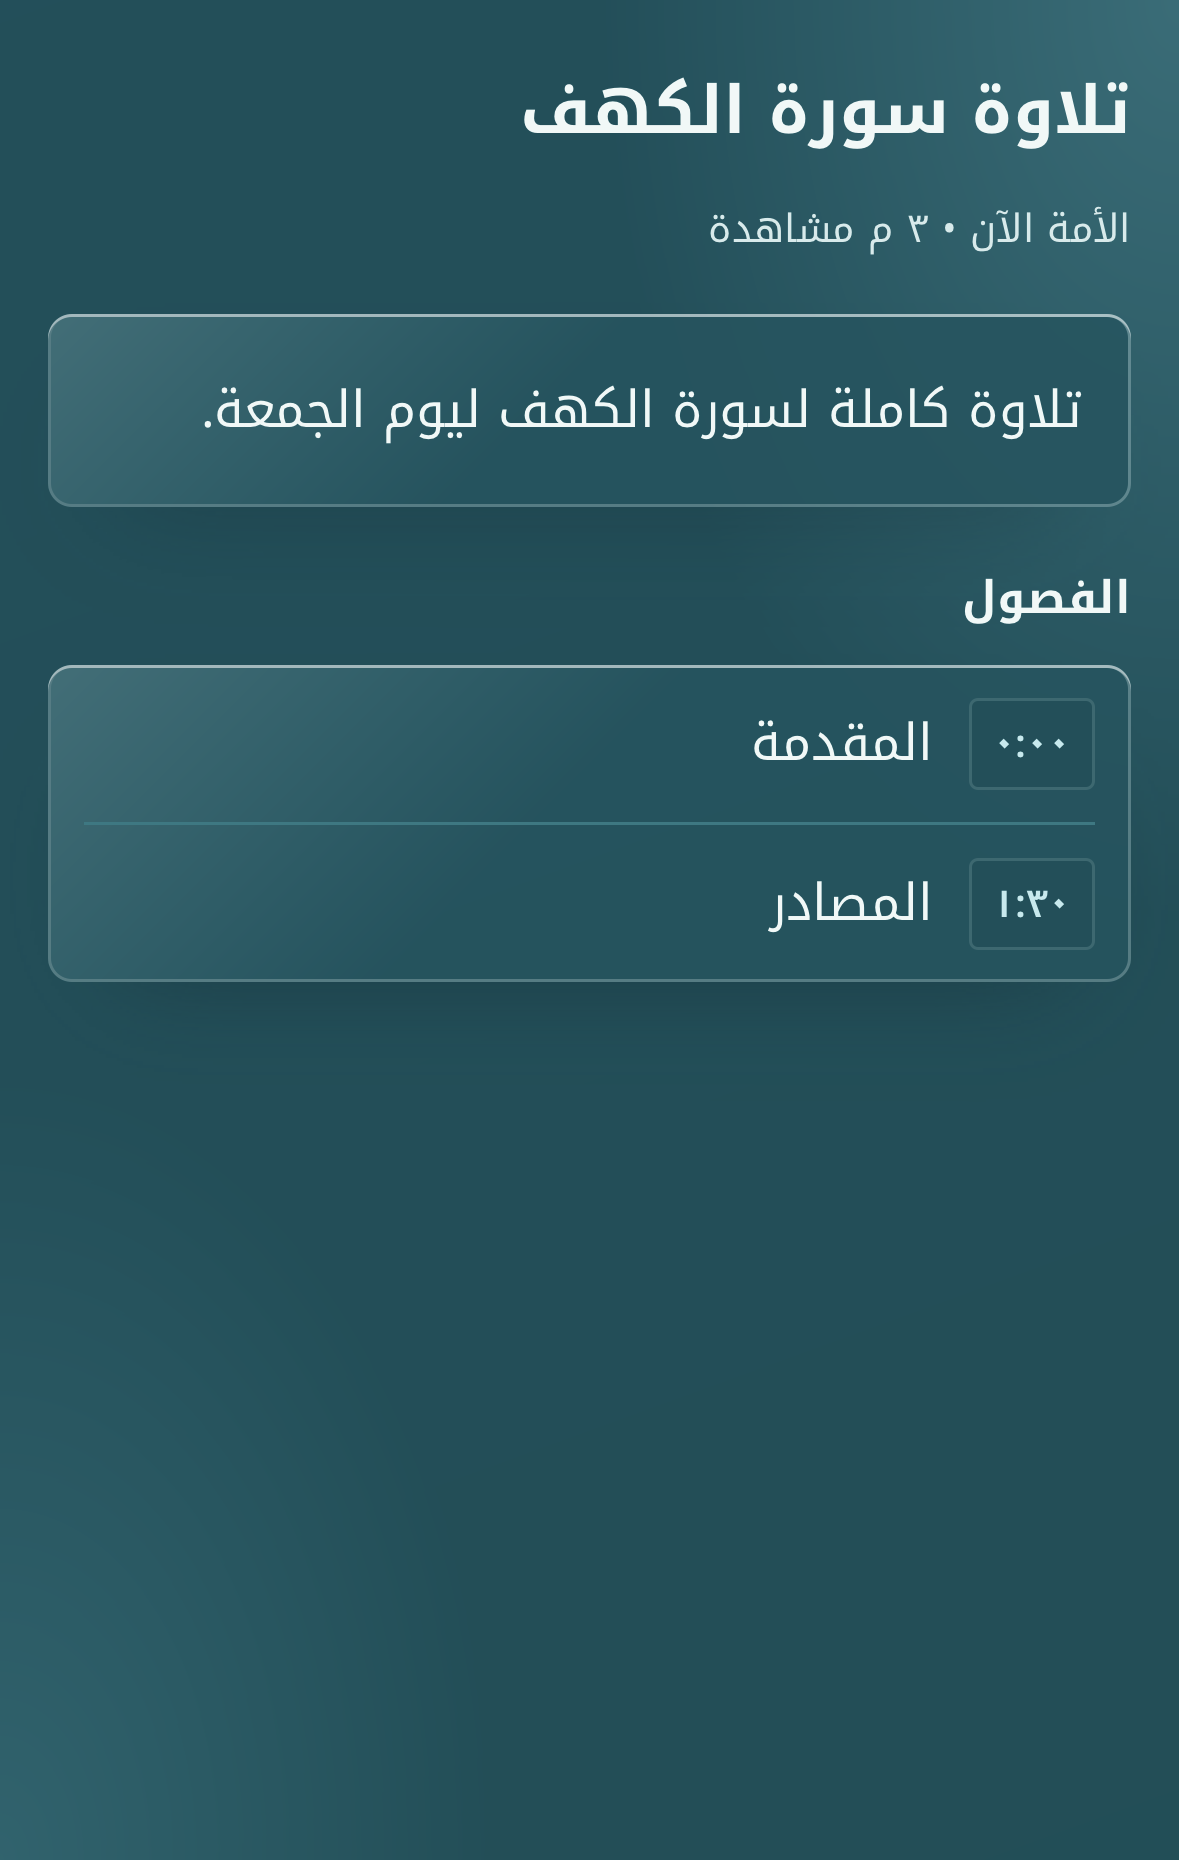 تلاوة سورة الكهف
الأمة الآن • ٣ م مشاهدة
تلاوة كاملة لسورة الكهف ليوم الجمعة.
الفصول
٠:٠٠ المقدمة
١:٣٠ المصادر